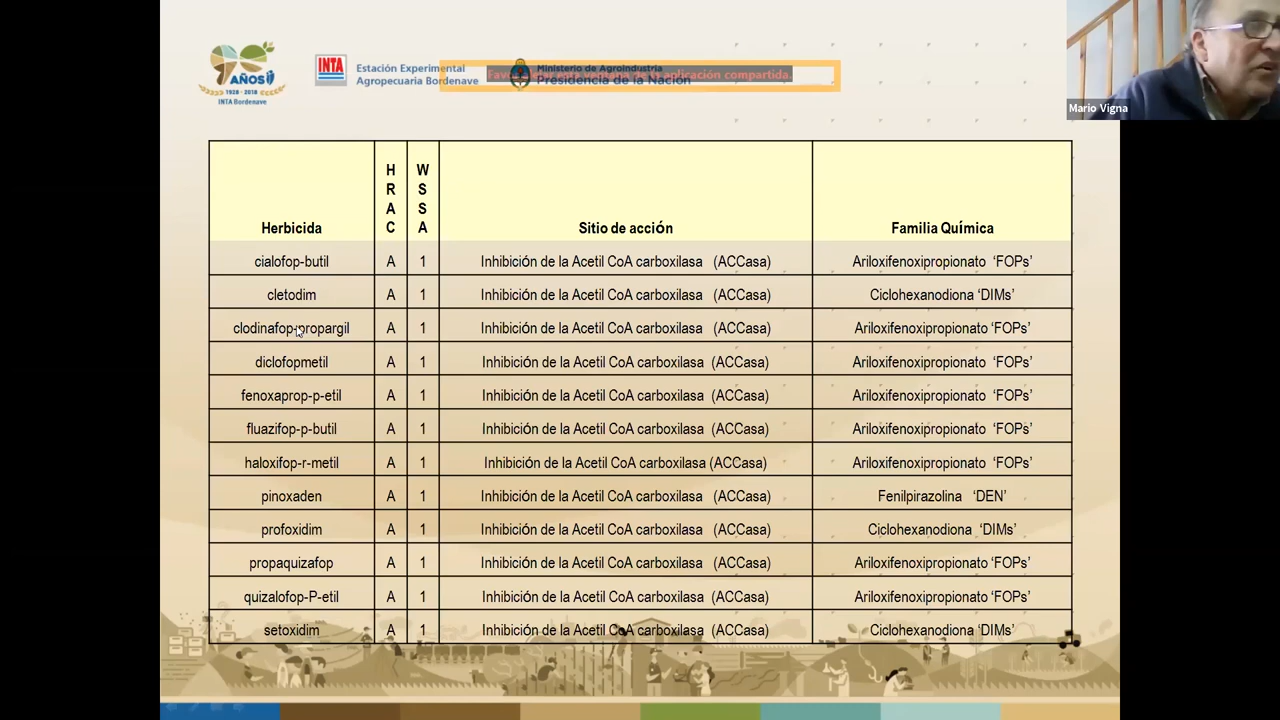 90 AÑOS
1928 - 2018
INTA Bordenave
INTA
Estación Experimental
Agropecuaria Bordenave
Ministerio de Agroindustria
Presidencia de la Nación
aplicación compartida.
Mario Vigna
Herbicida HRAC WSSA Sitio de acción Familia Química
cialofop-butil A 1 Inhibición de la Acetil CoA carboxilasa (ACCasa) Ariloxifenoxipropionato ‘FOPs’
cletodim A 1 Inhibición de la Acetil CoA carboxilasa (ACCasa) Ciclohexanodiona ‘DIMs’
clodinafop-propargil A 1 Inhibición de la Acetil CoA carboxilasa (ACCasa) Ariloxifenoxipropionato ‘FOPs’
diclofopmetil A 1 Inhibición de la Acetil CoA carboxilasa (ACCasa) Ariloxifenoxipropionato ‘FOPs’
fenoxaprop-p-etil A 1 Inhibición de la Acetil CoA carboxilasa (ACCasa) Ariloxifenoxipropionato ‘FOPs’
fluazifop-p-butil A 1 Inhibición de la Acetil CoA carboxilasa (ACCasa) Ariloxifenoxipropionato ‘FOPs’
haloxifop-r-metil A 1 Inhibición de la Acetil CoA carboxilasa (ACCasa) Ariloxifenoxipropionato ‘FOPs’
pinoxaden A 1 Inhibición de la Acetil CoA carboxilasa (ACCasa) Fenilpirazolina ‘DEN’
profoxidim A 1 Inhibición de la Acetil CoA carboxilasa (ACCasa) Ciclohexanodiona ‘DIMs’
propaquizafop A 1 Inhibición de la Acetil CoA carboxilasa (ACCasa) Ariloxifenoxipropionato ‘FOPs’
quizalofop-P-etil A 1 Inhibición de la Acetil CoA carboxilasa (ACCasa) Ariloxifenoxipropionato ‘FOPs’
setoxidim A 1 Inhibición de la Acetil CoA carboxilasa (ACCasa) Ciclohexanodiona ‘DIMs’